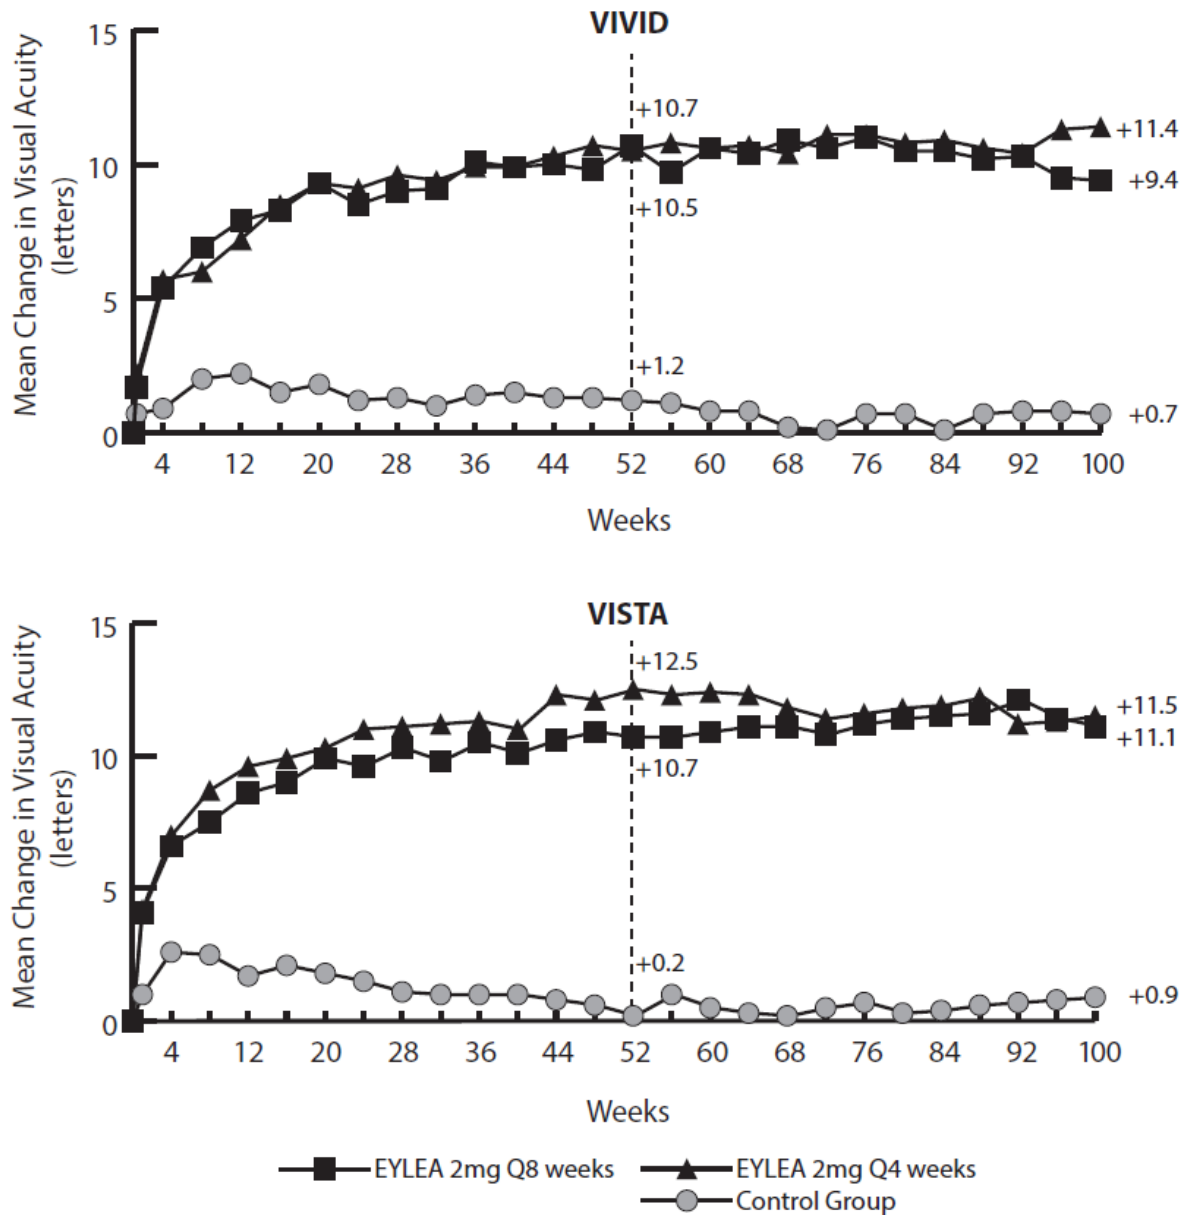 VIVID
Mean Change in Visual Acuity
(letters)
15
10
5
0
+10.7
+10.5
+1.2
+11.4
+9.4
+0.7
4 12 20 28 36 44 52 60 68 76 84 92 100
Weeks
VISTA
Mean Change in Visual Acuity
(letters)
15
10
5
0
+12.5
+10.7
+0.2
+11.5
+11.1
+0.9
4 12 20 28 36 44 52 60 68 76 84 92 100
Weeks
EYLEA 2mg Q8 weeks EYLEA 2mg Q4 weeks
Control Group